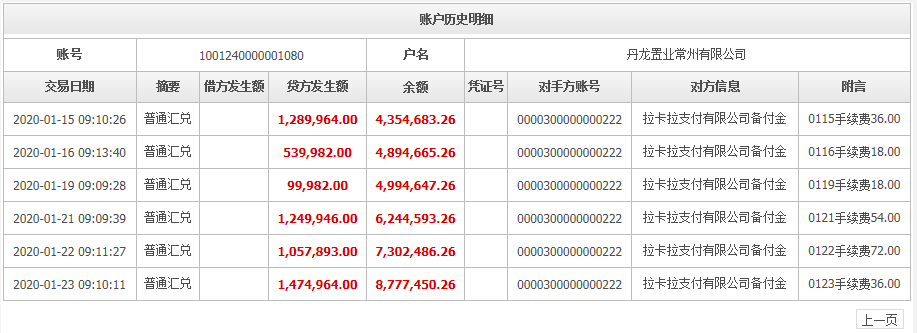 账户历史明细
账号 1001240000001080 户名 丹龙置业常州有限公司
交易日期 摘要 借方发生额 贷方发生额 余额 凭证号 对手方账号 对方信息 附言
2020-01-15 09:10:26 普通汇兑 1,289,964.00 4,354,683.26 0000300000000222 拉卡拉支付有限公司备付金 0115手续费36.00
2020-01-16 09:13:40 普通汇兑 539,982.00 4,894,665.26 0000300000000222 拉卡拉支付有限公司备付金 0116手续费18.00
2020-01-19 09:09:28 普通汇兑 99,982.00 4,994,647.26 0000300000000222 拉卡拉支付有限公司备付金 0119手续费18.00
2020-01-21 09:09:39 普通汇兑 1,249,946.00 6,244,593.26 0000300000000222 拉卡拉支付有限公司备付金 0121手续费54.00
2020-01-22 09:11:27 普通汇兑 1,057,893.00 7,302,486.26 0000300000000222 拉卡拉支付有限公司备付金 0122手续费72.00
2020-01-23 09:10:11 普通汇兑 1,474,964.00 8,777,450.26 0000300000000222 拉卡拉支付有限公司备付金 0123手续费36.00
上一页